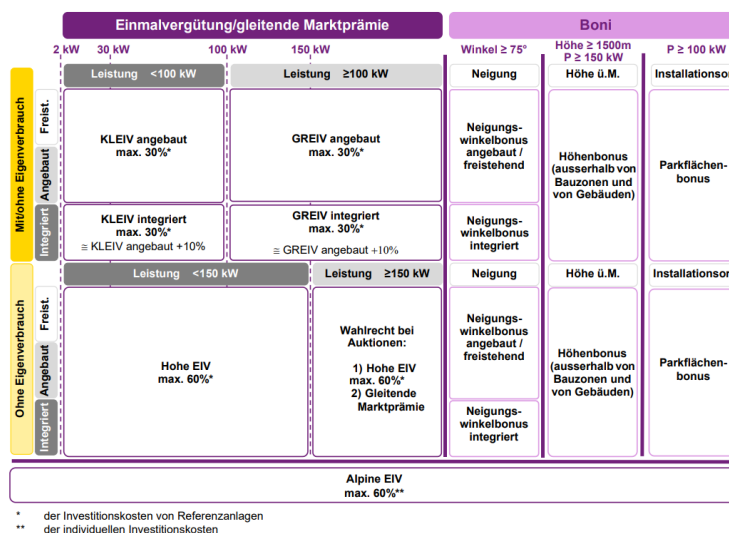 Einmalvergütung/gleitende Marktprämie
Boni
2 kW
30 kW
100 kW
150 kW
Winkel ≥ 75°
Höhe ≥ 1500m
P ≥ 150 kW
P ≥ 100 kW
Mit/ohne Eigenverbrauch
Freist.
Angebaut
Integriert
Leistung <100 kW
Leistung ≥100 kW
Neigung
Höhe ü.M.
Installationsor
KLEIV angebaut
max. 30%*
GREIV angebaut
max. 30%*
Neigungs-
winkelbonus
angebaut /
freistehend
Höhenbonus
(ausserhalb von
Bauzonen und
von Gebäuden)
Parkflächen-
bonus
KLEIV integriert
max. 30%*
≅ KLEIV angebaut +10%
GREIV integriert
max. 30%*
≅ GREIV angebaut +10%
Neigungs-
winkelbonus
integriert
Ohne Eigenverbrauch
Freist.
Angebaut
Integriert
Leistung <150 kW
Leistung ≥150 kW
Neigung
Höhe ü.M.
Installationsor
Hohe EIV
max. 60%*
Wahlrecht bei
Auktionen:
1) Hohe EIV
max. 60%*
2) Gleitende
Marktprämie
Neigungs-
winkelbonus
angebaut /
freistehend
Höhenbonus
(ausserhalb von
Bauzonen und
von Gebäuden)
Parkflächen-
bonus
Neigungs-
winkelbonus
integriert
Alpine EIV
max. 60%**
* der Investitionskosten von Referenzanlagen
** der individuellen Investitionskosten